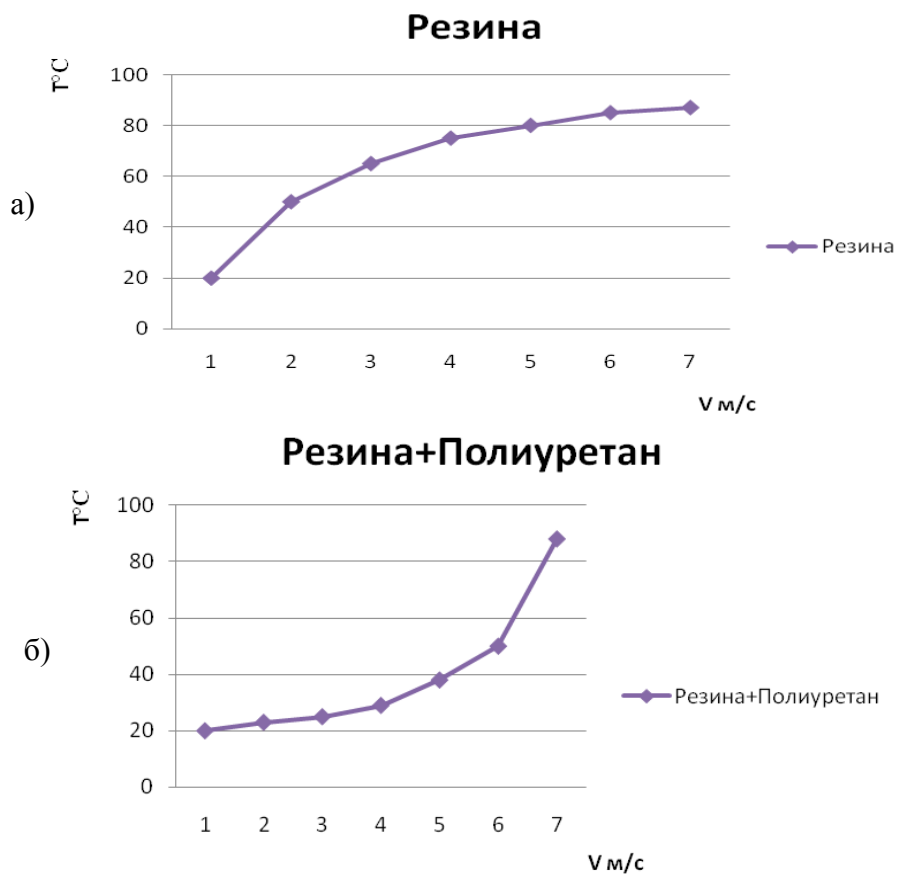 Резина
Т°С
100
80
60
40
20
0
а)
Резина
1 2 3 4 5 6 7
V м/с
Резина+Полиуретан
Т°С
100
80
60
40
20
0
б)
Резина+Полиуретан
1 2 3 4 5 6 7
V м/с